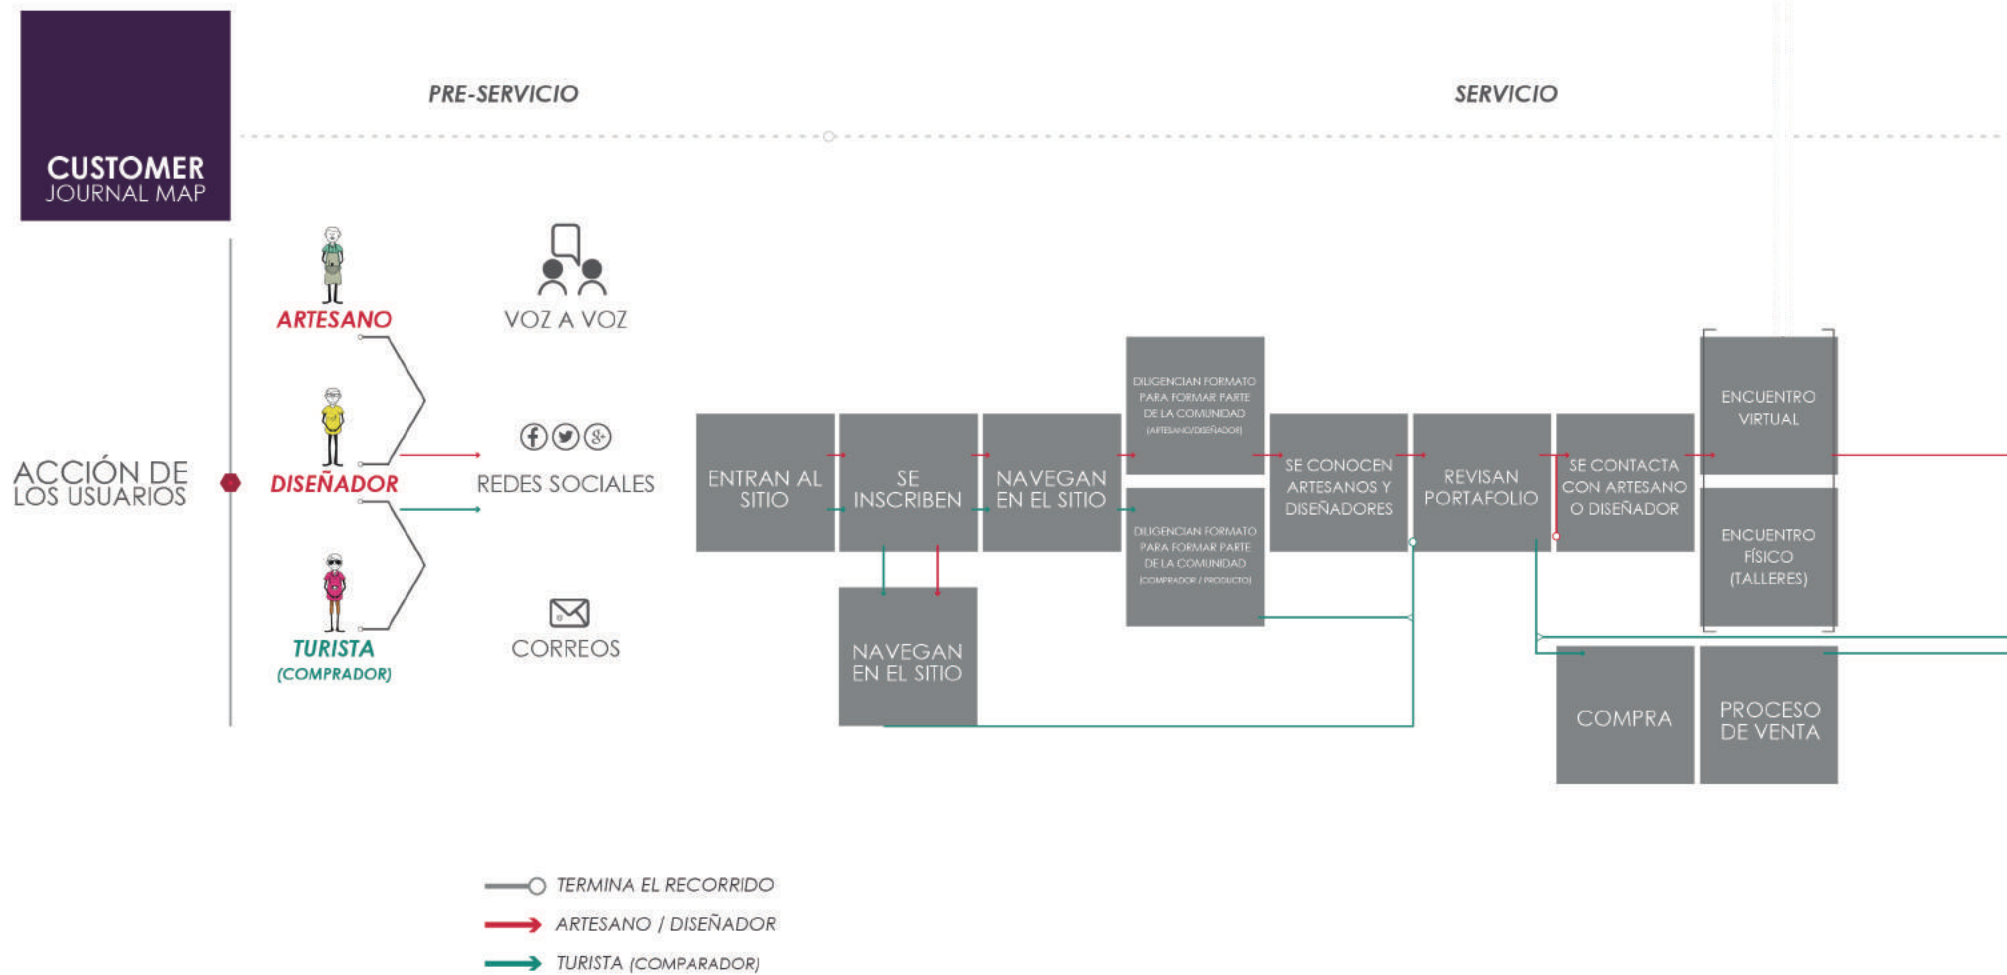 CUSTOMER
JOURNAL MAP
PRE-SERVICIO
SERVICIO
ACCIÓN DE
LOS USUARIOS
ARTESANO
DISEÑADOR
TURISTA
(COMPRADOR)
VOZ A VOZ
REDES SOCIALES
CORREOS
ENTRAN AL
SITIO
SE
INSCRIBEN
NAVEGAN
EN EL SITIO
NAVEGAN
EN EL SITIO
DILIGENCIAN FORMATO
PARA FORMAR PARTE
DE LA COMUNIDAD
(ARTESANO/DISEÑADOR)
DILIGENCIAN FORMATO
PARA FORMAR PARTE
DE LA COMUNIDAD
(COMPRADOR / PRODUCTO)
SE CONOCEN
ARTESANOS Y
DISEÑADORES
REVISAN
PORTAFOLIO
SE CONTACTA
CON ARTESANO
O DISEÑADOR
ENCUENTRO
VIRTUAL
ENCUENTRO
FÍSICO
(TALLERES)
COMPRA
PROCESO
DE VENTA
TERMINA EL RECORRIDO
ARTESANO / DISEÑADOR
TURISTA (COMPARADOR)